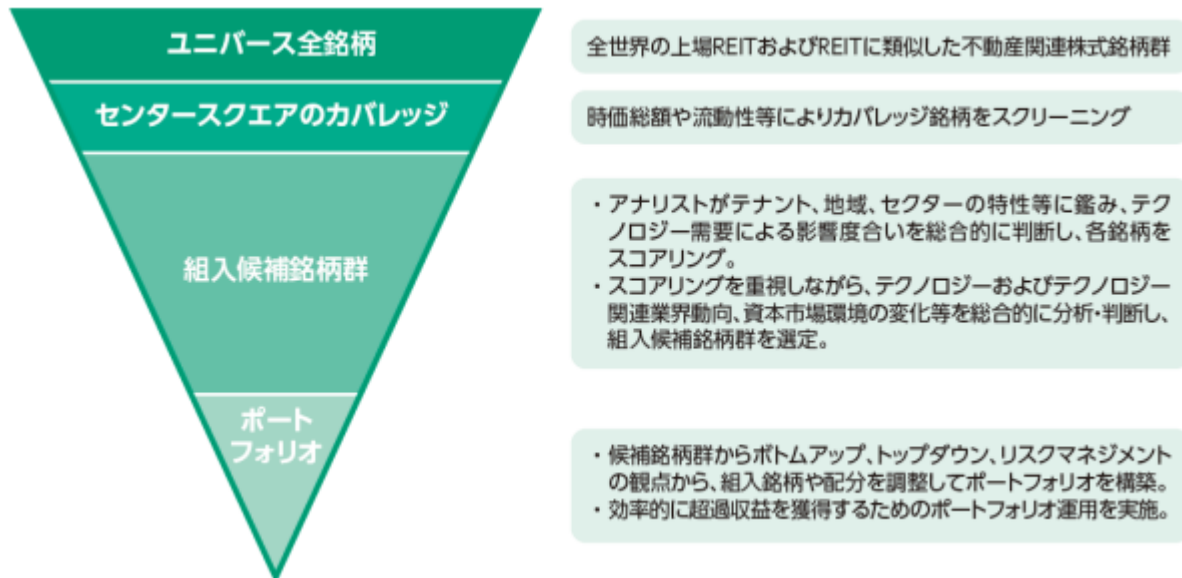 ユニバース全銘柄
全世界の上場REITおよびREITに類似した不動産関連株式銘柄群
センタースクエアのカバレッジ
時価総額や流動性等によりカバレッジ銘柄をスクリーニング
組入候補銘柄群
・アナリストがテナント、地域、セクターの特性等に鑑み、テク
ノロジー需要による影響度合いを総合的に判断し、各銘柄を
スコアリング。
・スコアリングを重視しながら、テクノロジーおよびテクノロジー
関連業界動向、資本市場環境の変化等を総合的に分析・判断し、
組入候補銘柄群を選定。
ポート
フォリオ
・候補銘柄群からボトムアップ、トップダウン、リスクマネジメント
の観点から、組入銘柄や配分を調整してポートフォリオを構築。
・効率的に超過収益を獲得するためのポートフォリオ運用を実施。